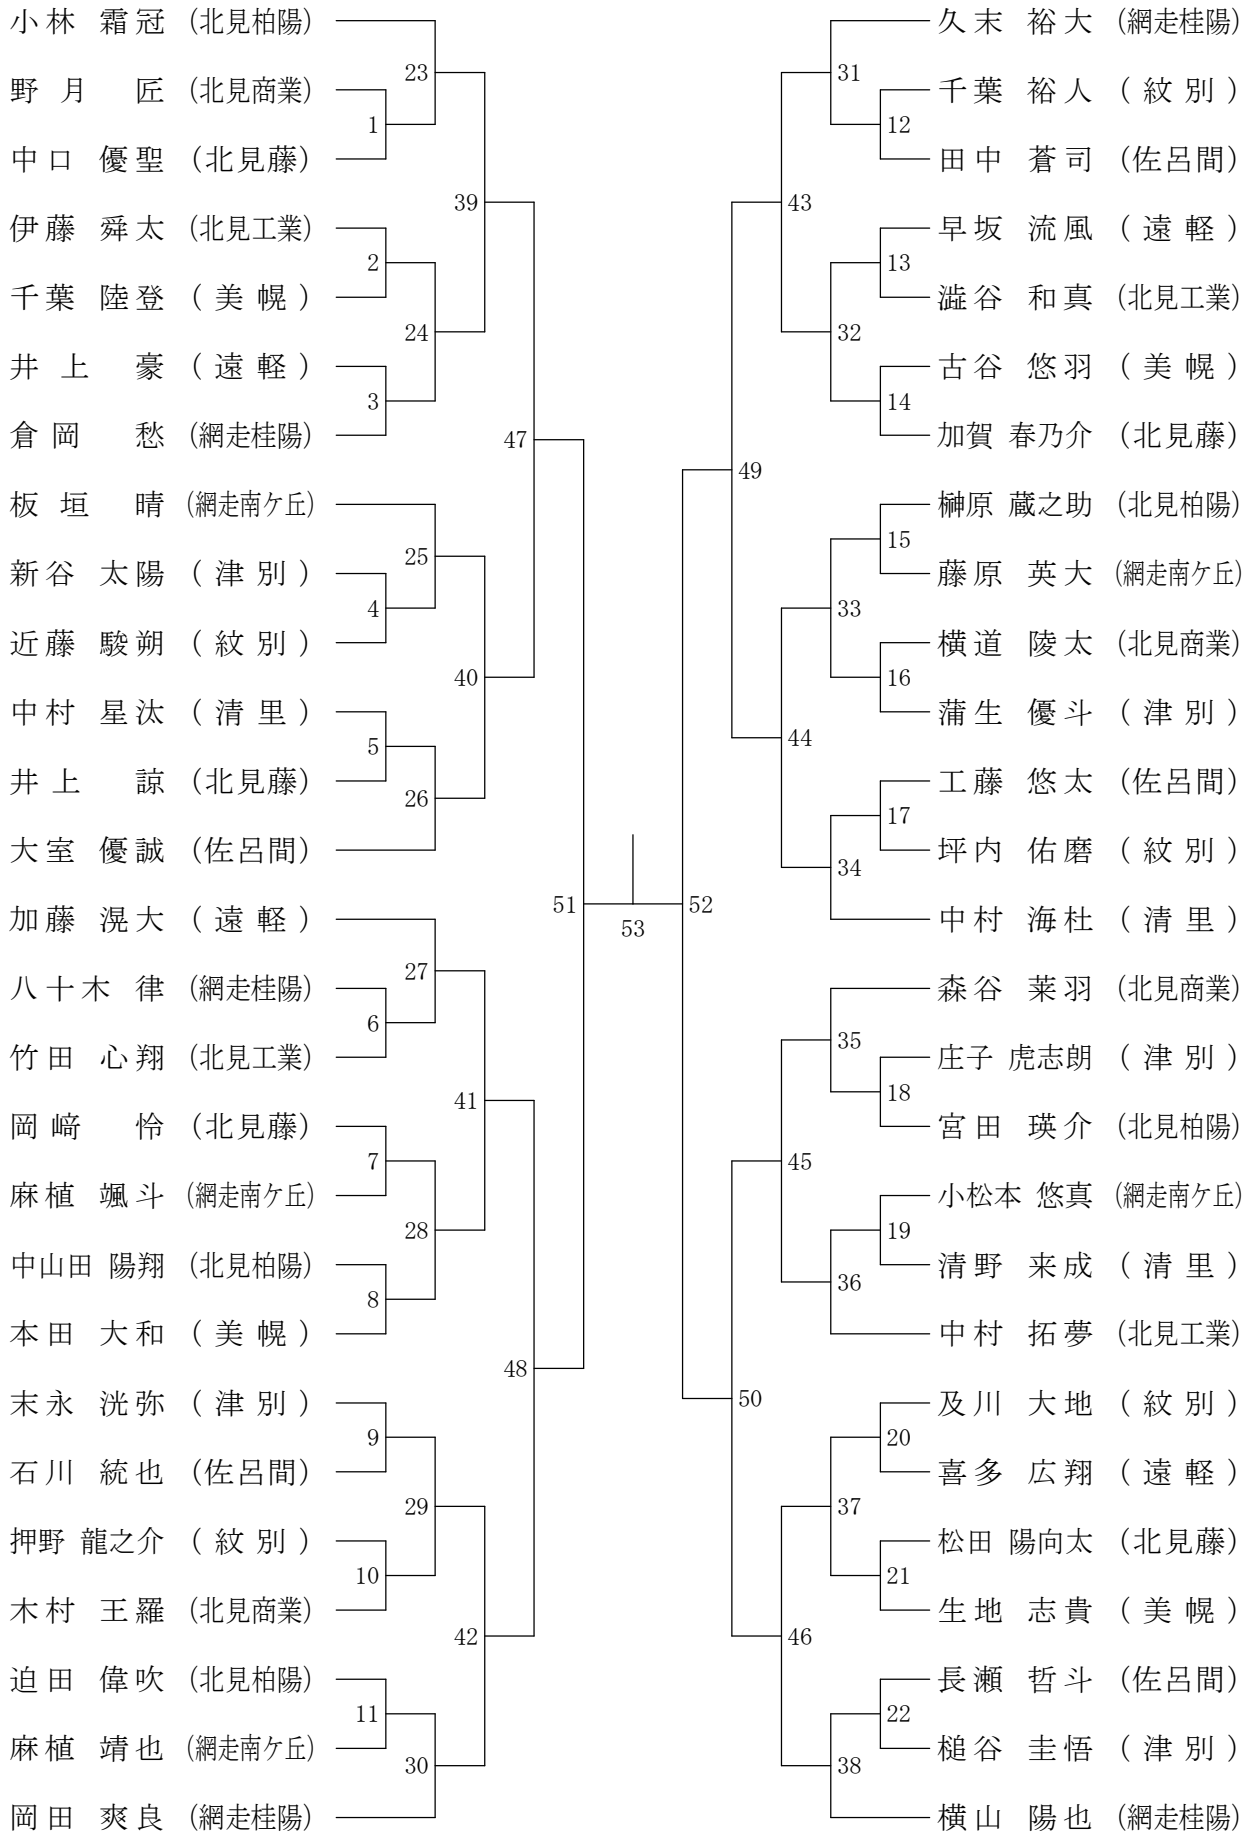 小林 霜冠 (北見柏陽)
野月 匠 (北見商業)
中口 優聖 (北見藤)
伊藤 舜太 (北見工業)
千葉 陸登 (美幌)
井上 豪 (遠軽)
倉岡 愁 (網走桂陽)
板垣 晴 (網走南ケ丘)
新谷 太陽 (津別)
近藤 駿朔 (紋別)
中村 星汰 (清里)
井上 諒 (北見藤)
大室 優誠 (佐呂間)
加藤 滉大 (遠軽)
八十木 律 (網走桂陽)
竹田 心翔 (北見工業)
岡﨑 怜 (北見藤)
麻植 颯斗 (網走南ケ丘)
中山田 陽翔 (北見柏陽)
本田 大和 (美幌)
末永 洸弥 (津別)
石川 統也 (佐呂間)
押野 龍之介 (紋別)
木村 王羅 (北見商業)
迫田 偉吹 (北見柏陽)
麻植 靖也 (網走南ケ丘)
岡田 爽良 (網走桂陽)
1
2
3
4
5
6
7
8
9
10
11
23
24
25
26
27
28
29
30
39
40
41
42
47
48
51
53
52
49
50
43
44
45
46
31
32
33
34
35
36
37
38
12
13
14
15
16
17
18
19
20
21
22
久末 裕大 (網走桂陽)
千葉 裕人 (紋別)
田中 蒼司 (佐呂間)
早坂 流風 (遠軽)
澁谷 和真 (北見工業)
古谷 悠羽 (美幌)
加賀 春乃介 (北見藤)
榊原 蔵之助 (北見柏陽)
藤原 英大 (網走南ケ丘)
横道 陵太 (北見商業)
蒲生 優斗 (津別)
工藤 悠太 (佐呂間)
坪内 佑磨 (紋別)
中村 海杜 (清里)
森谷 莱羽 (北見商業)
庄子 虎志朗 (津別)
宮田 瑛介 (北見柏陽)
小松本 悠真 (網走南ケ丘)
清野 来成 (清里)
中村 拓夢 (北見工業)
及川 大地 (紋別)
喜多 広翔 (遠軽)
松田 陽向太 (北見藤)
生地 志貴 (美幌)
長瀬 哲斗 (佐呂間)
槌谷 圭悟 (津別)
横山 陽也 (網走桂陽)